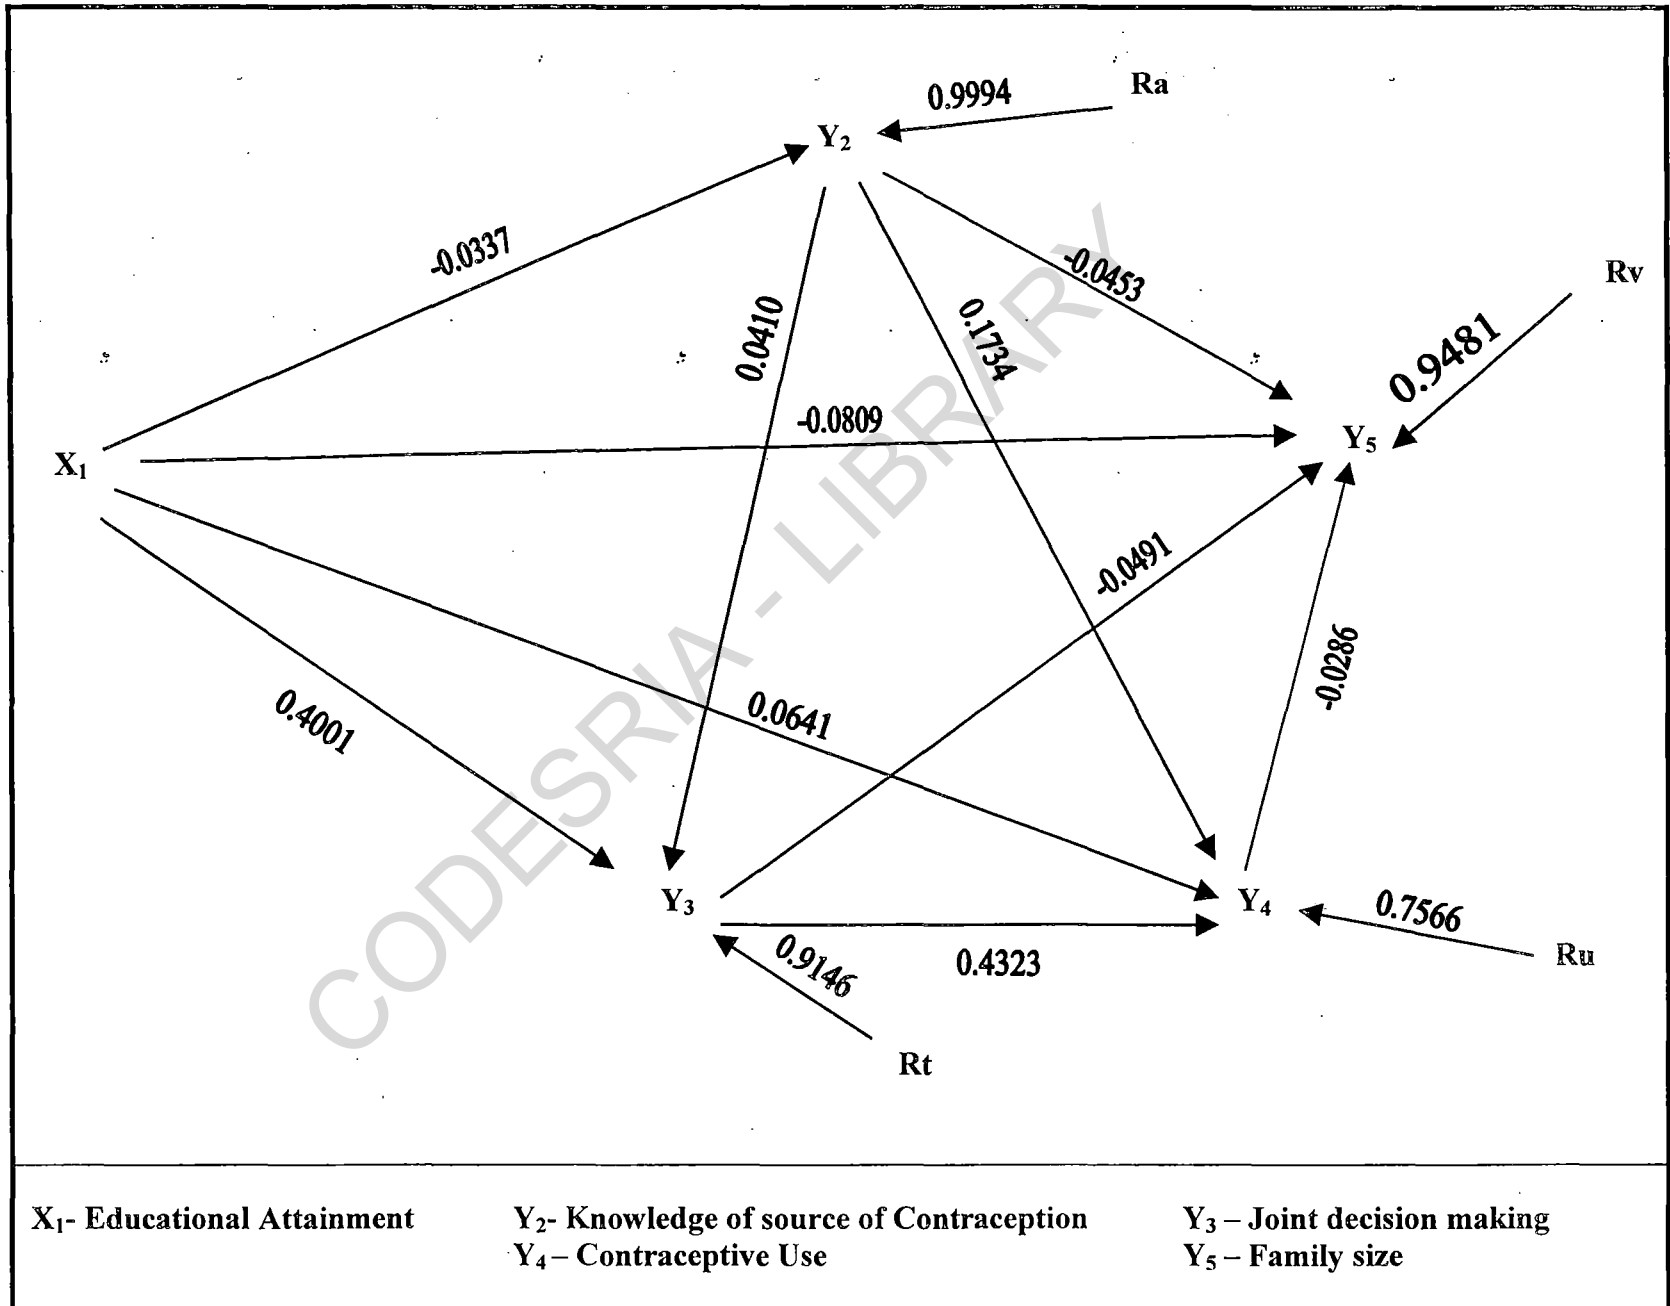 Ra
0.9994
Y₂
-0.0337
Rv
-0.0453
0.0410
0.1734
0.9481
-0.0809
Y₅
X₁
-0.0491
-0.0286
0.4001
0.0641
Y₃
Y₄
0.7566
0.9146
0.4323
Ru
Rt
CODESRIA - LIBRARY
X₁- Educational Attainment Y₂- Knowledge of source of Contraception Y₃ – Joint decision making
Y₄ – Contraceptive Use Y₅ – Family size